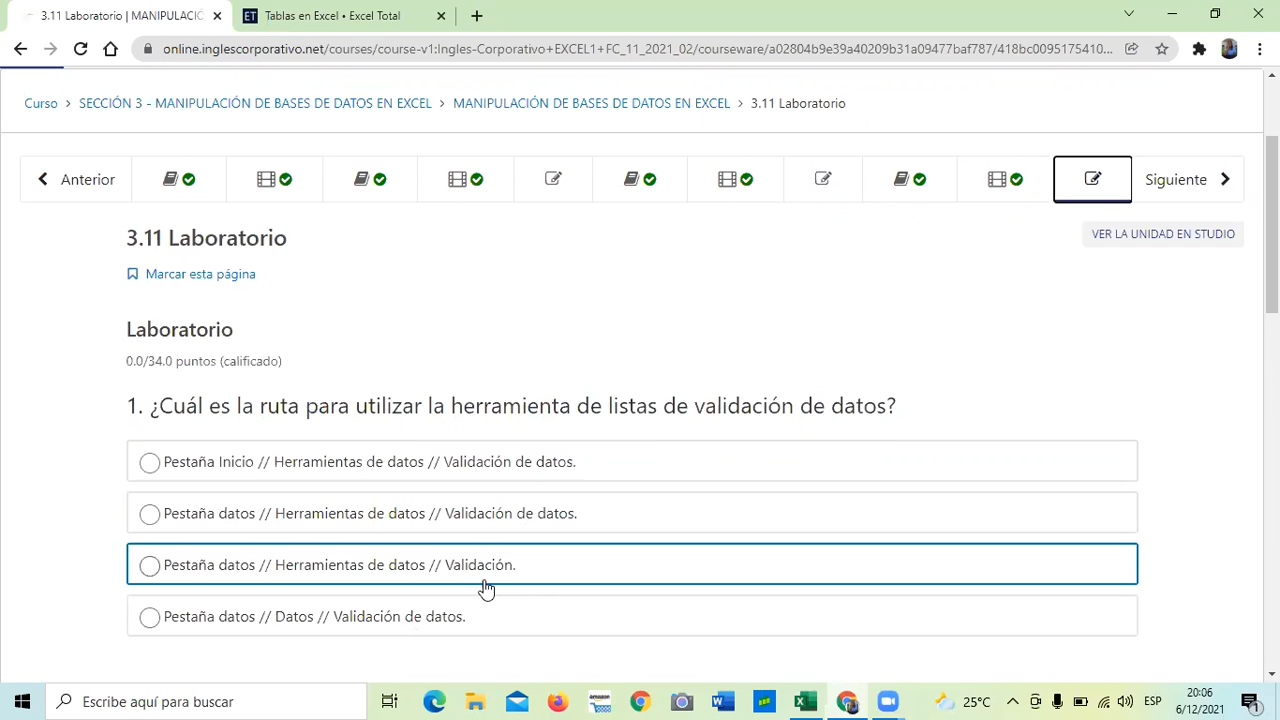 3.11 Laboratorio | MANIPULACIÓ
ET Tablas en Excel • Excel Total
online.inglescorporativo.net/courses/course-v1:Ingles-Corporativo+EXCEL1+FC_11_2021_02/courseware/a02804b9e39a40209b31a09477baf787/418bc0095175410...
Curso > SECCIÓN 3 - MANIPULACIÓN DE BASES DE DATOS EN EXCEL > MANIPULACIÓN DE BASES DE DATOS EN EXCEL > 3.11 Laboratorio
Anterior
Siguiente
3.11 Laboratorio
VER LA UNIDAD EN STUDIO
Marcar esta página
Laboratorio
0.0/34.0 puntos (calificado)
1. ¿Cuál es la ruta para utilizar la herramienta de listas de validación de datos?
Pestaña Inicio // Herramientas de datos // Validación de datos.
Pestaña datos // Herramientas de datos // Validación de datos.
Pestaña datos // Herramientas de datos // Validación.
Pestaña datos // Datos // Validación de datos.
Escribe aquí para buscar
25°C
ESP
20:06
6/12/2021
1